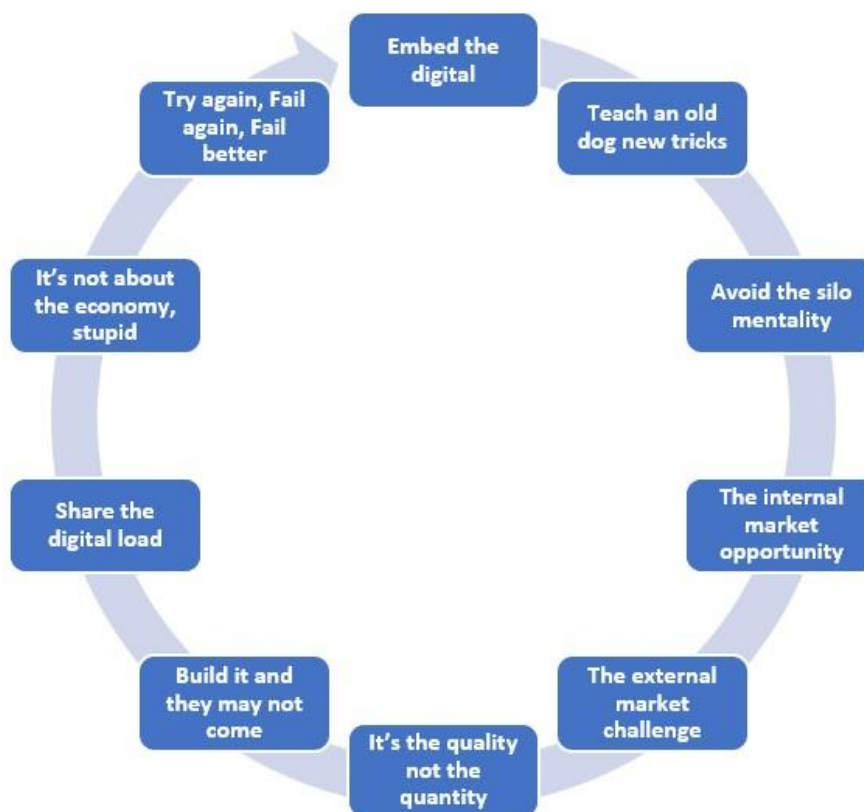 Embed the
digital
Teach an old
dog new tricks
Avoid the silo
mentality
The internal
market
opportunity
The external
market
challenge
It's the quality
not the
quantity
Build it and
they may not
come
Share the
digital load
It's not about
the economy,
stupid
Try again, Fail
again, Fail
better